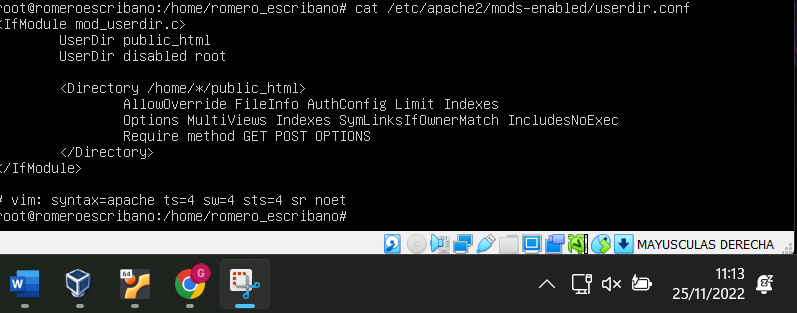 root@romeroescribano:/home/romero_escribano# cat /etc/apache2/mods-enabled/userdir.conf
<IfModule mod_userdir.c>
        UserDir public_html
        UserDir disabled root

        <Directory /home/*/public_html>
                AllowOverride FileInfo AuthConfig Limit Indexes
                Options MultiViews Indexes SymLinksIfOwnerMatch IncludesNoExec
                Require method GET POST OPTIONS
        </Directory>
</IfModule>

# vim: syntax=apache ts=4 sw=4 sts=4 sr noet
root@romeroescribano:/home/romero_escribano#
MAYUSCULAS DERECHA
W
64
G
11:13
25/11/2022